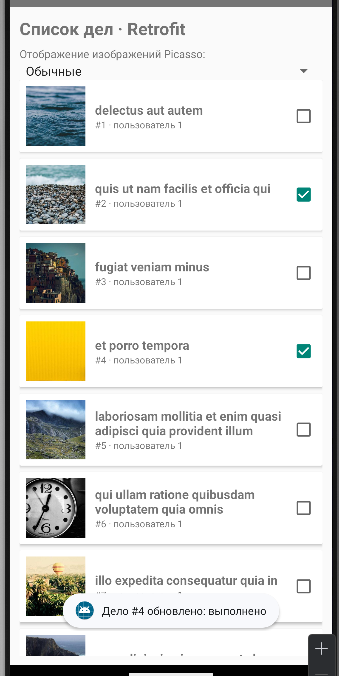 Список дел · Retrofit
Отображение изображений Picasso:
Обычные
delectus aut autem
#1 · пользователь 1
quis ut nam facilis et officia qui
#2 · пользователь 1
fugiat veniam minus
#3 · пользователь 1
et porro tempora
#4 · пользователь 1
laboriosam mollitia et enim quasi
adipisci quia provident illum
#5 · пользователь 1
qui ullam ratione quibusdam
voluptatem quia omnis
#6 · пользователь 1
illo expedita consequatur quia in
Дело #4 обновлено: выполнено